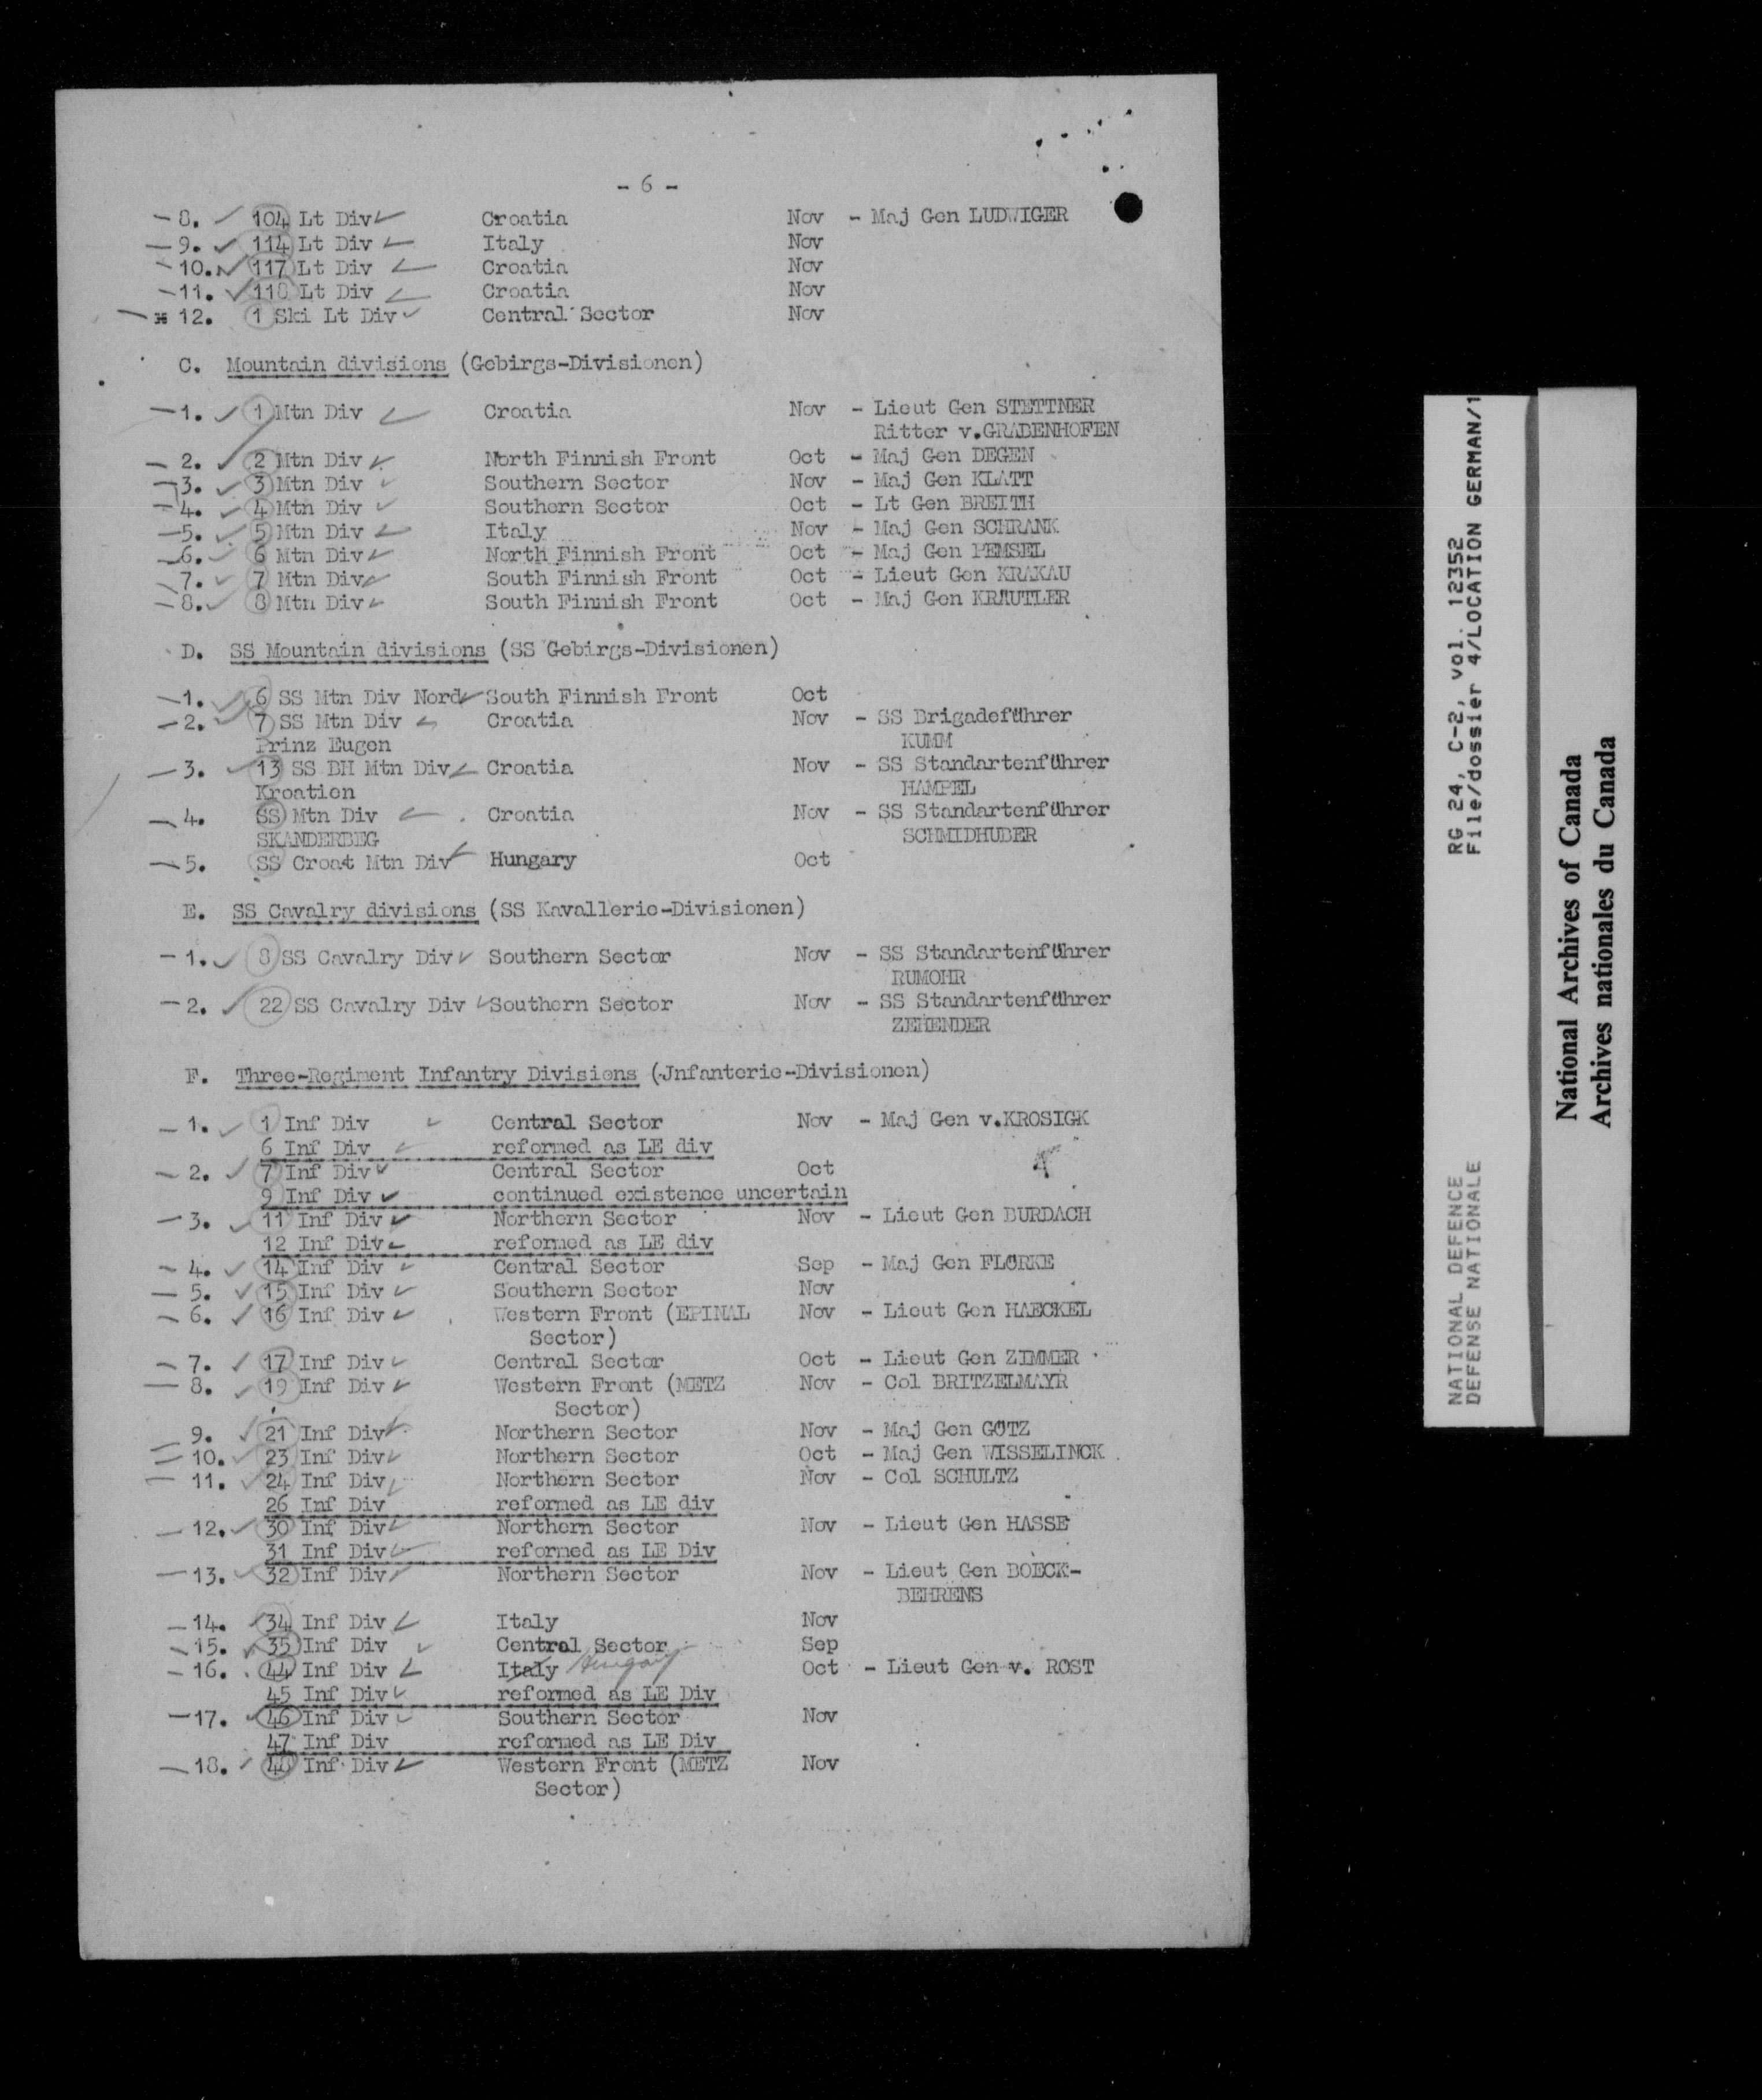 - 6 -
8. 104 Lt Div Croatia Nov - Maj Gen LUDWIGER
9. 114 Lt Div Italy Nov
10. 117 Lt Div Croatia Nov
11. 118 Lt Div Croatia Nov
12. 1 Ski Lt Div Central Sector Nov
C. Mountain divisions (Gebirgs-Divisionen)
1. 1 Mtn Div Croatia Nov - Lieut Gen STETTNER
Ritter v.GRABENHOFEN
2. 2 Mtn Div North Finnish Front Oct - Maj Gen DEGEN
3. 3 Mtn Div Southern Sector Nov - Maj Gen KLATT
4. 4 Mtn Div Southern Sector Oct - Lt Gen BREITH
5. 5 Mtn Div Italy Nov - Maj Gen SCHRANK
6. 6 Mtn Div North Finnish Front Oct - Maj Gen PEMSEL
7. 7 Mtn Div South Finnish Front Oct - Lieut Gen KRAKAU
8. 8 Mtn Div South Finnish Front Oct - Maj Gen KRÄUTLER
D. SS Mountain divisions (SS Gebirgs-Divisionen)
1. 6 SS Mtn Div Nord South Finnish Front Oct
2. 7 SS Mtn Div Croatia Nov - SS Brigadeführer
Prinz Eugen KUMM
3. 13 SS BH Mtn Div Croatia Nov - SS Standartenführer
Kroatien HAMPEL
4. SS Mtn Div Croatia Nov - SS Standartenführer
SKANDERBEG SCHMIDHUBER
5. SS Croat Mtn Div Hungary Oct
E. SS Cavalry divisions (SS Kavallerie-Divisionen)
1. 8 SS Cavalry Div Southern Sector Nov - SS Standartenführer
RUMOHR
2. 22 SS Cavalry Div Southern Sector Nov - SS Standartenführer
ZEHENDER
F. Three-Regiment Infantry Divisions (Jnfanterie-Divisionen)
1. 1 Inf Div Central Sector Nov - Maj Gen v.KROSIGK
6 Inf Div reformed as LE div
2. 7 Inf Div Central Sector Oct
9 Inf Div continued existence uncertain
3. 11 Inf Div Northern Sector Nov - Lieut Gen BURDACH
12 Inf Div reformed as LE div
4. 14 Inf Div Central Sector Sep - Maj Gen FLÖRKE
5. 15 Inf Div Southern Sector Nov
6. 16 Inf Div Western Front (EPINAL Nov - Lieut Gen HAECKEL
Sector)
7. 17 Inf Div Central Sector Oct - Lieut Gen ZIMMER
8. 19 Inf Div Western Front (METZ Nov - Col BRITZELMAYR
Sector)
9. 21 Inf Div Northern Sector Nov - Maj Gen GÖTZ
10. 23 Inf Div Northern Sector Oct - Maj Gen WISSELINCK
11. 24 Inf Div Northern Sector Nov - Col SCHULTZ
26 Inf Div reformed as LE div
12. 30 Inf Div Northern Sector Nov - Lieut Gen HASSE
31 Inf Div reformed as LE Div
13. 32 Inf Div Northern Sector Nov - Lieut Gen BOECK-
BEHRENS
14. 34 Inf Div Italy Nov
15. 35 Inf Div Central Sector Sep
16. 44 Inf Div Italy Hungary Oct - Lieut Gen v. ROST
45 Inf Div reformed as LE Div
17. 46 Inf Div Southern Sector Nov
47 Inf Div reformed as LE Div
18. 48 Inf Div Western Front (METZ Nov
Sector)
NATIONAL DEFENCE RG 24, C-2, vol. 12352
DEFENSE NATIONALE File/dossier 4/LOCATION GERMAN/1
National Archives of Canada
Archives nationales du Canada